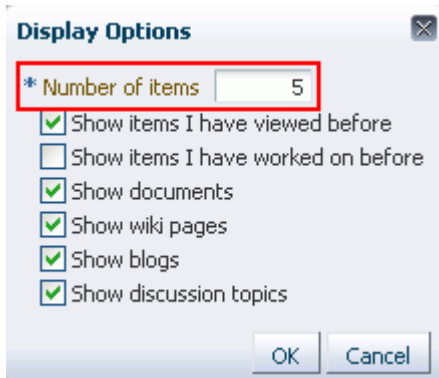 Display Options
* Number of items 5
Show items I have viewed before
Show items I have worked on before
Show documents
Show wiki pages
Show blogs
Show discussion topics
OK Cancel